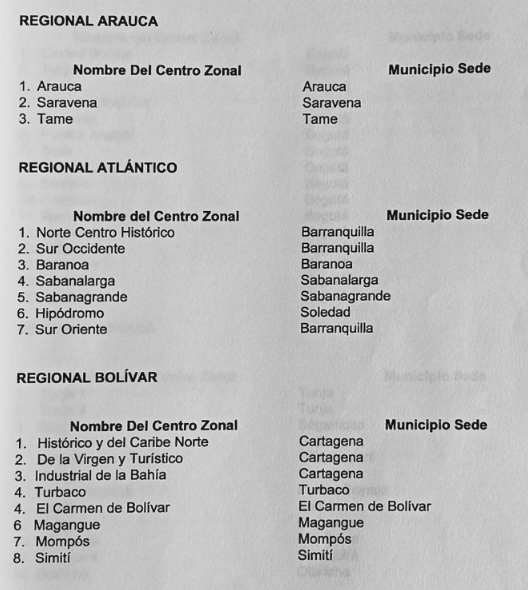 REGIONAL ARAUCA
Nombre Del Centro Zonal Municipio Sede
1. Arauca Arauca
2. Saravena Saravena
3. Tame Tame
REGIONAL ATLÁNTICO
Nombre del Centro Zonal Municipio Sede
1. Norte Centro Histórico Barranquilla
2. Sur Occidente Barranquilla
3. Baranoa Baranoa
4. Sabanalarga Sabanalarga
5. Sabanagrande Sabanagrande
6. Hipódromo Soledad
7. Sur Oriente Barranquilla
REGIONAL BOLÍVAR
Nombre Del Centro Zonal Municipio Sede
1. Histórico y del Caribe Norte Cartagena
2. De la Virgen y Turístico Cartagena
3. Industrial de la Bahía Cartagena
4. Turbaco Turbaco
4. El Carmen de Bolívar El Carmen de Bolívar
6 Magangue Magangue
7. Mompós Mompós
8. Simití Simití